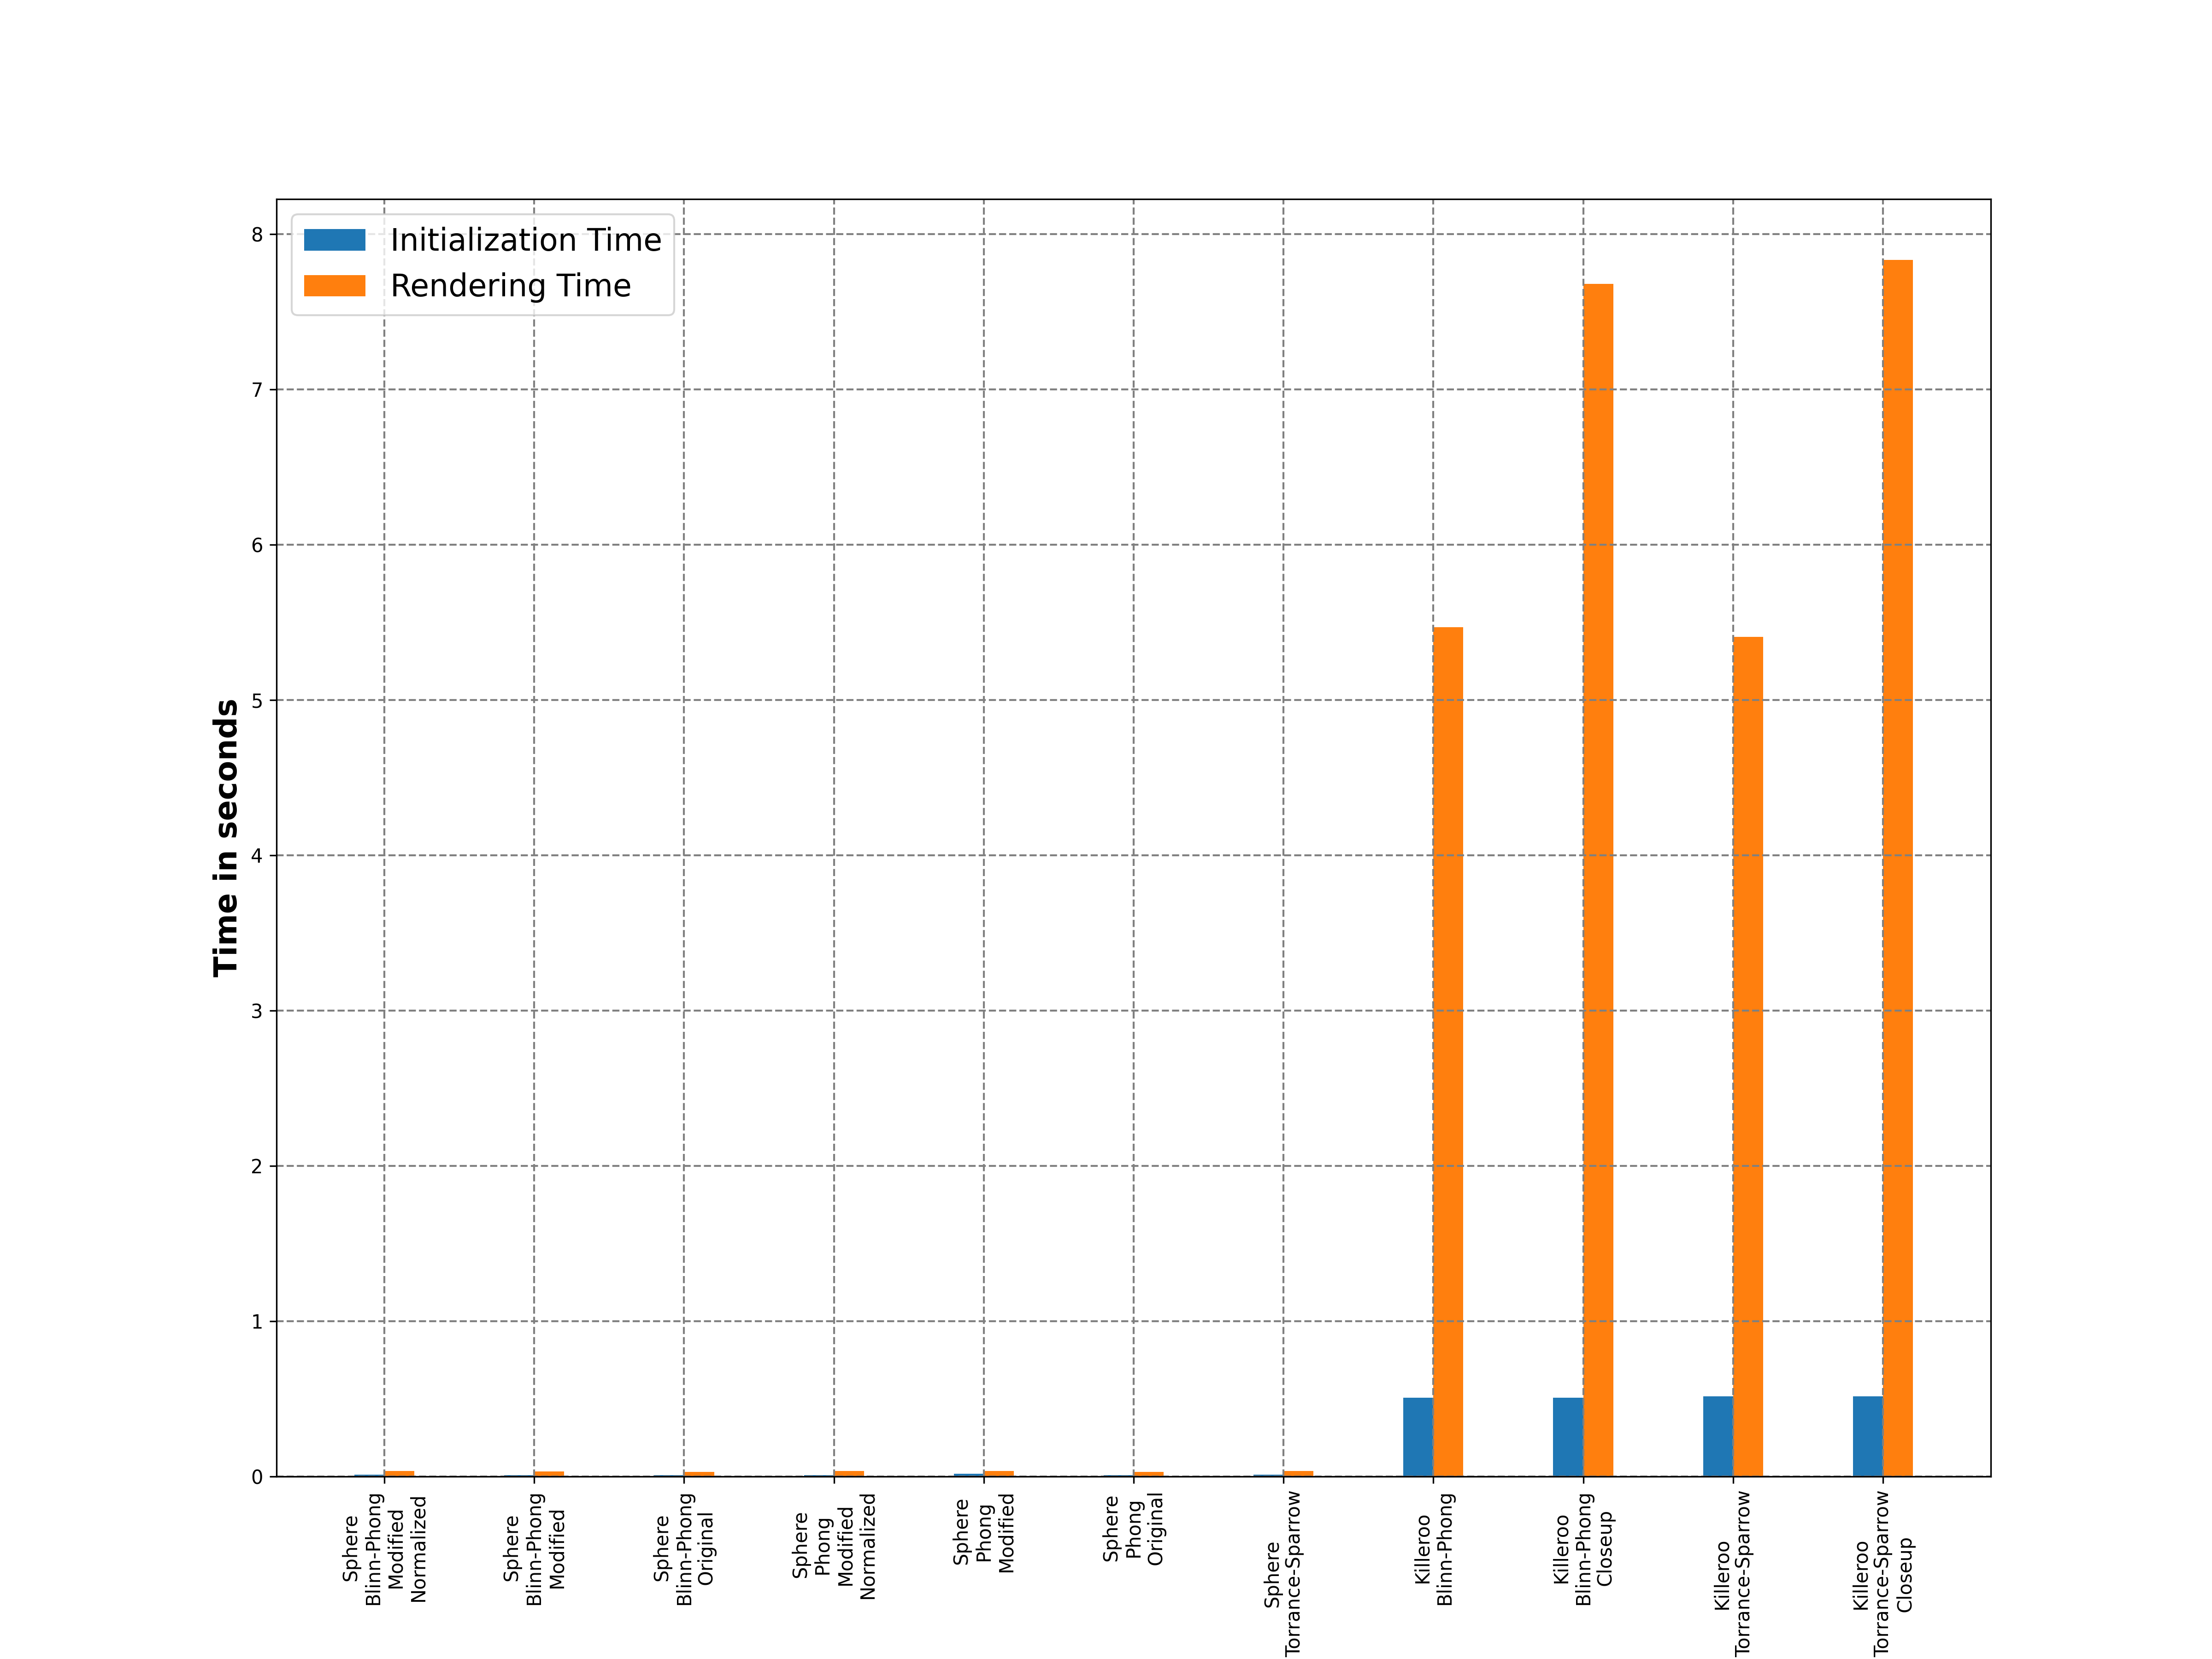 Initialization Time
Rendering Time
Time in seconds
8
7
6
5
4
3
2
1
0
Sphere
Blinn-Phong
Modified
Normalized
Sphere
Blinn-Phong
Modified
Sphere
Blinn-Phong
Original
Sphere
Phong
Modified
Normalized
Sphere
Phong
Modified
Sphere
Phong
Original
Sphere
Torrance-Sparrow
Killeroo
Blinn-Phong
Killeroo
Blinn-Phong
Closeup
Killeroo
Torrance-Sparrow
Killeroo
Torrance-Sparrow
Closeup